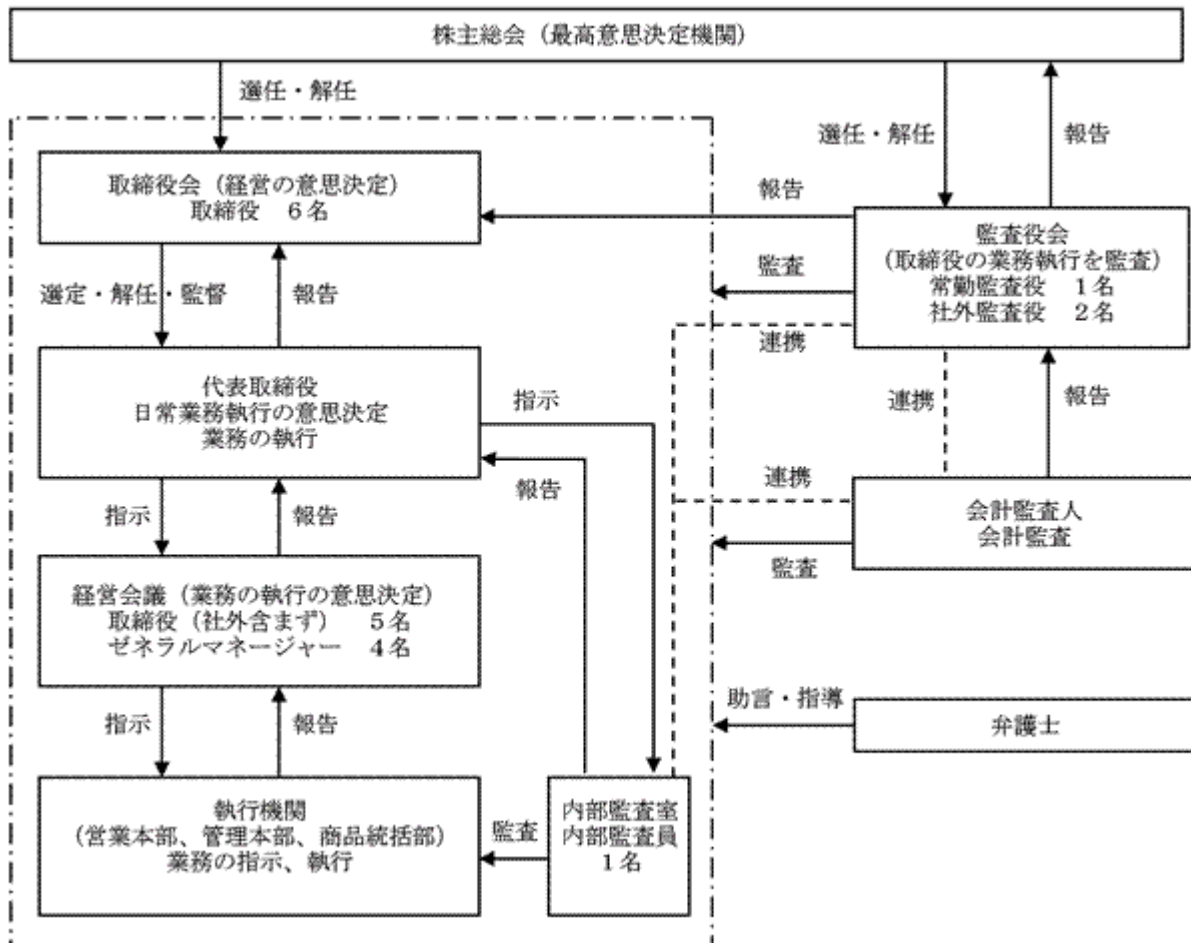 株主総会（最高意思決定機関）
選任・解任
選任・解任
報告
取締役会（経営の意思決定）
取締役　６名
報告
監査役会
（取締役の業務執行を監査）
常勤監査役　１名
社外監査役　２名
監査
選定・解任・監督
報告
連携
代表取締役
日常業務執行の意思決定
業務の執行
指示
連携
報告
報告
連携
会計監査人
会計監査
指示
報告
監査
経営会議（業務の執行の意思決定）
取締役（社外含まず）　５名
ゼネラルマネージャー　４名
指示
報告
助言・指導
弁護士
執行機関
（営業本部、管理本部、商品統括部）
業務の指示、執行
監査
内部監査室
内部監査員
１名